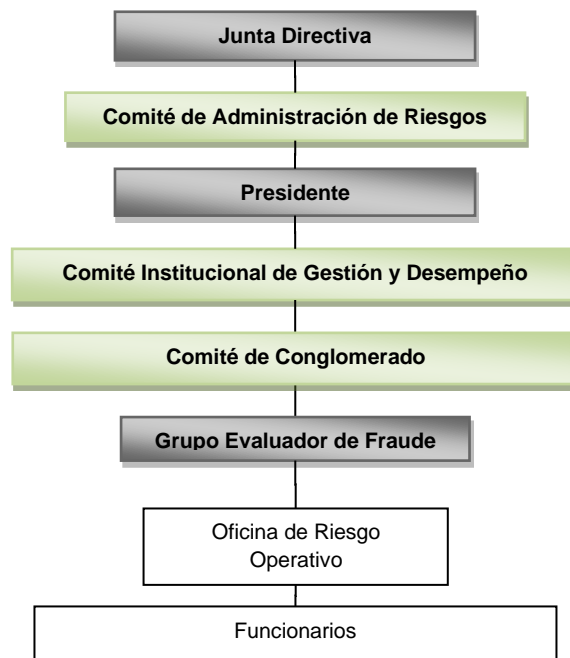 Junta Directiva
Comité de Administración de Riesgos
Presidente
Comité Institucional de Gestión y Desempeño
Comité de Conglomerado
Grupo Evaluador de Fraude
Oficina de Riesgo
Operativo
Funcionarios